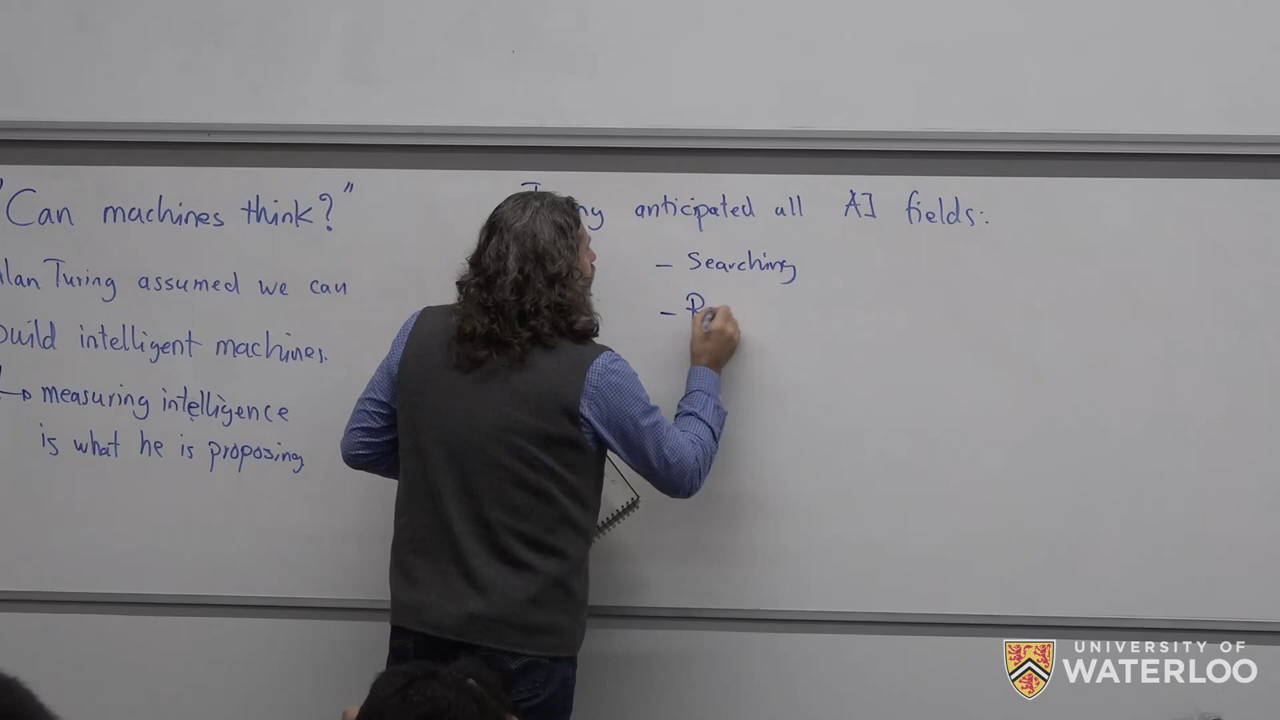 "Can machines think?"
Alan Turing assumed we can
build intelligent machines.
↳ measuring intelligence
is what he is proposing
anticipated all AI fields:
- Searching
- R
UNIVERSITY OF
WATERLOO